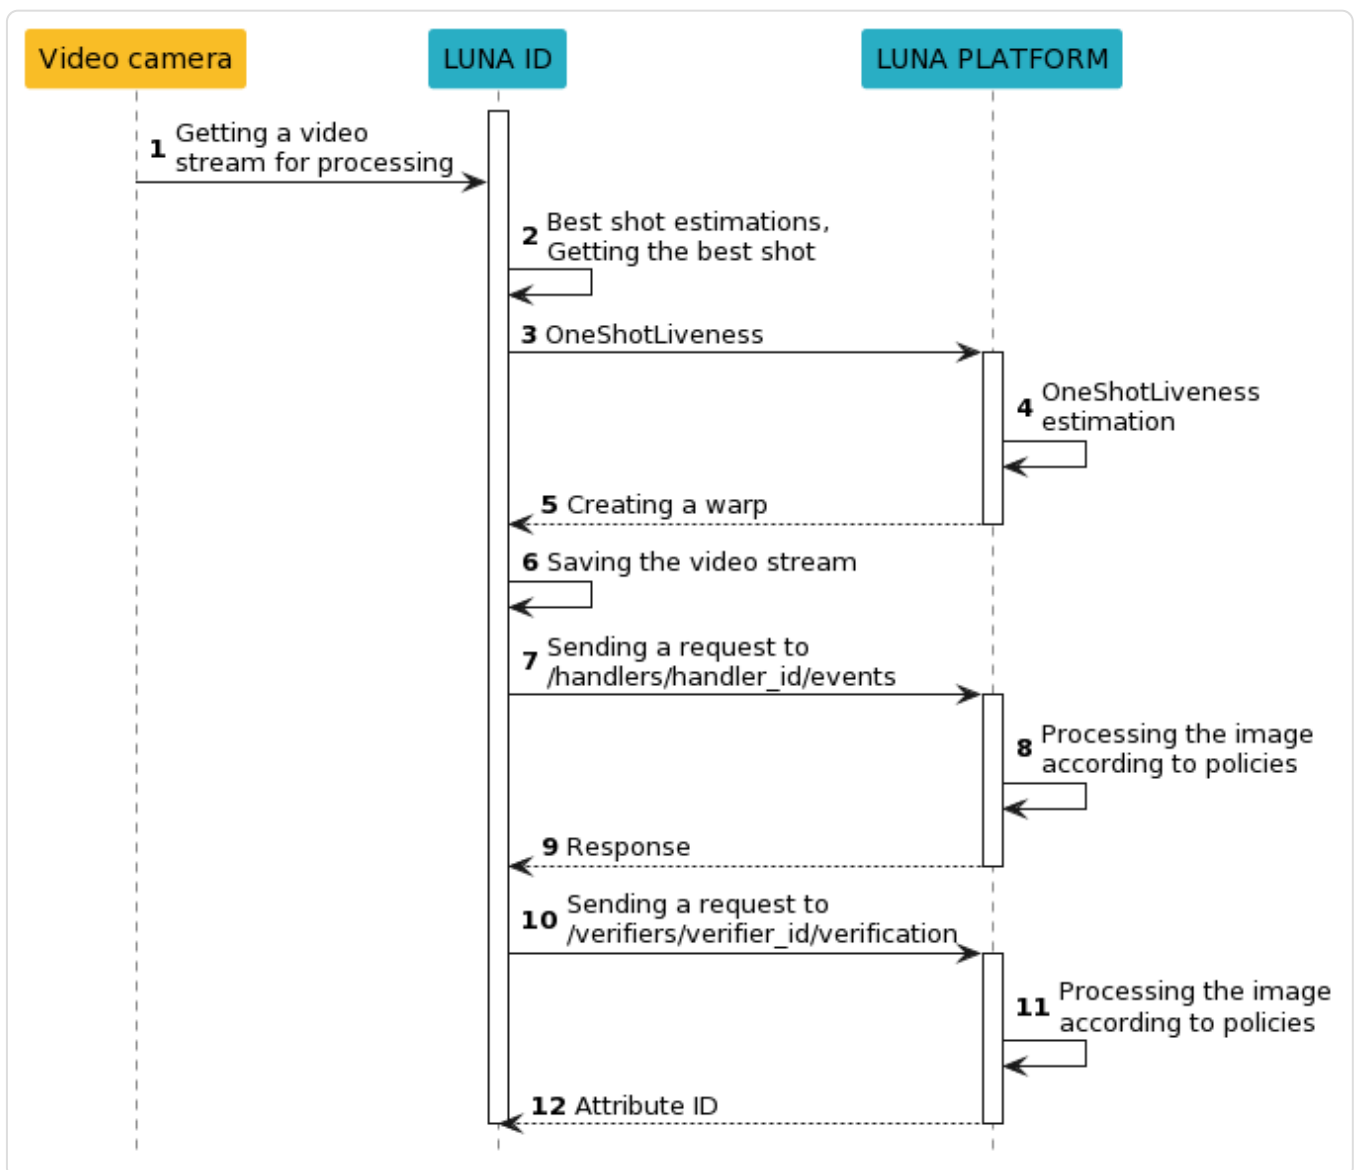 Video camera
LUNA ID
LUNA PLATFORM
1 Getting a video
stream for processing
2 Best shot estimations,
Getting the best shot
3 OneShotLiveness
4 OneShotLiveness
estimation
5 Creating a warp
6 Saving the video stream
7 Sending a request to
/handlers/handler_id/events
8 Processing the image
according to policies
9 Response
10 Sending a request to
/verifiers/verifier_id/verification
11 Processing the image
according to policies
12 Attribute ID